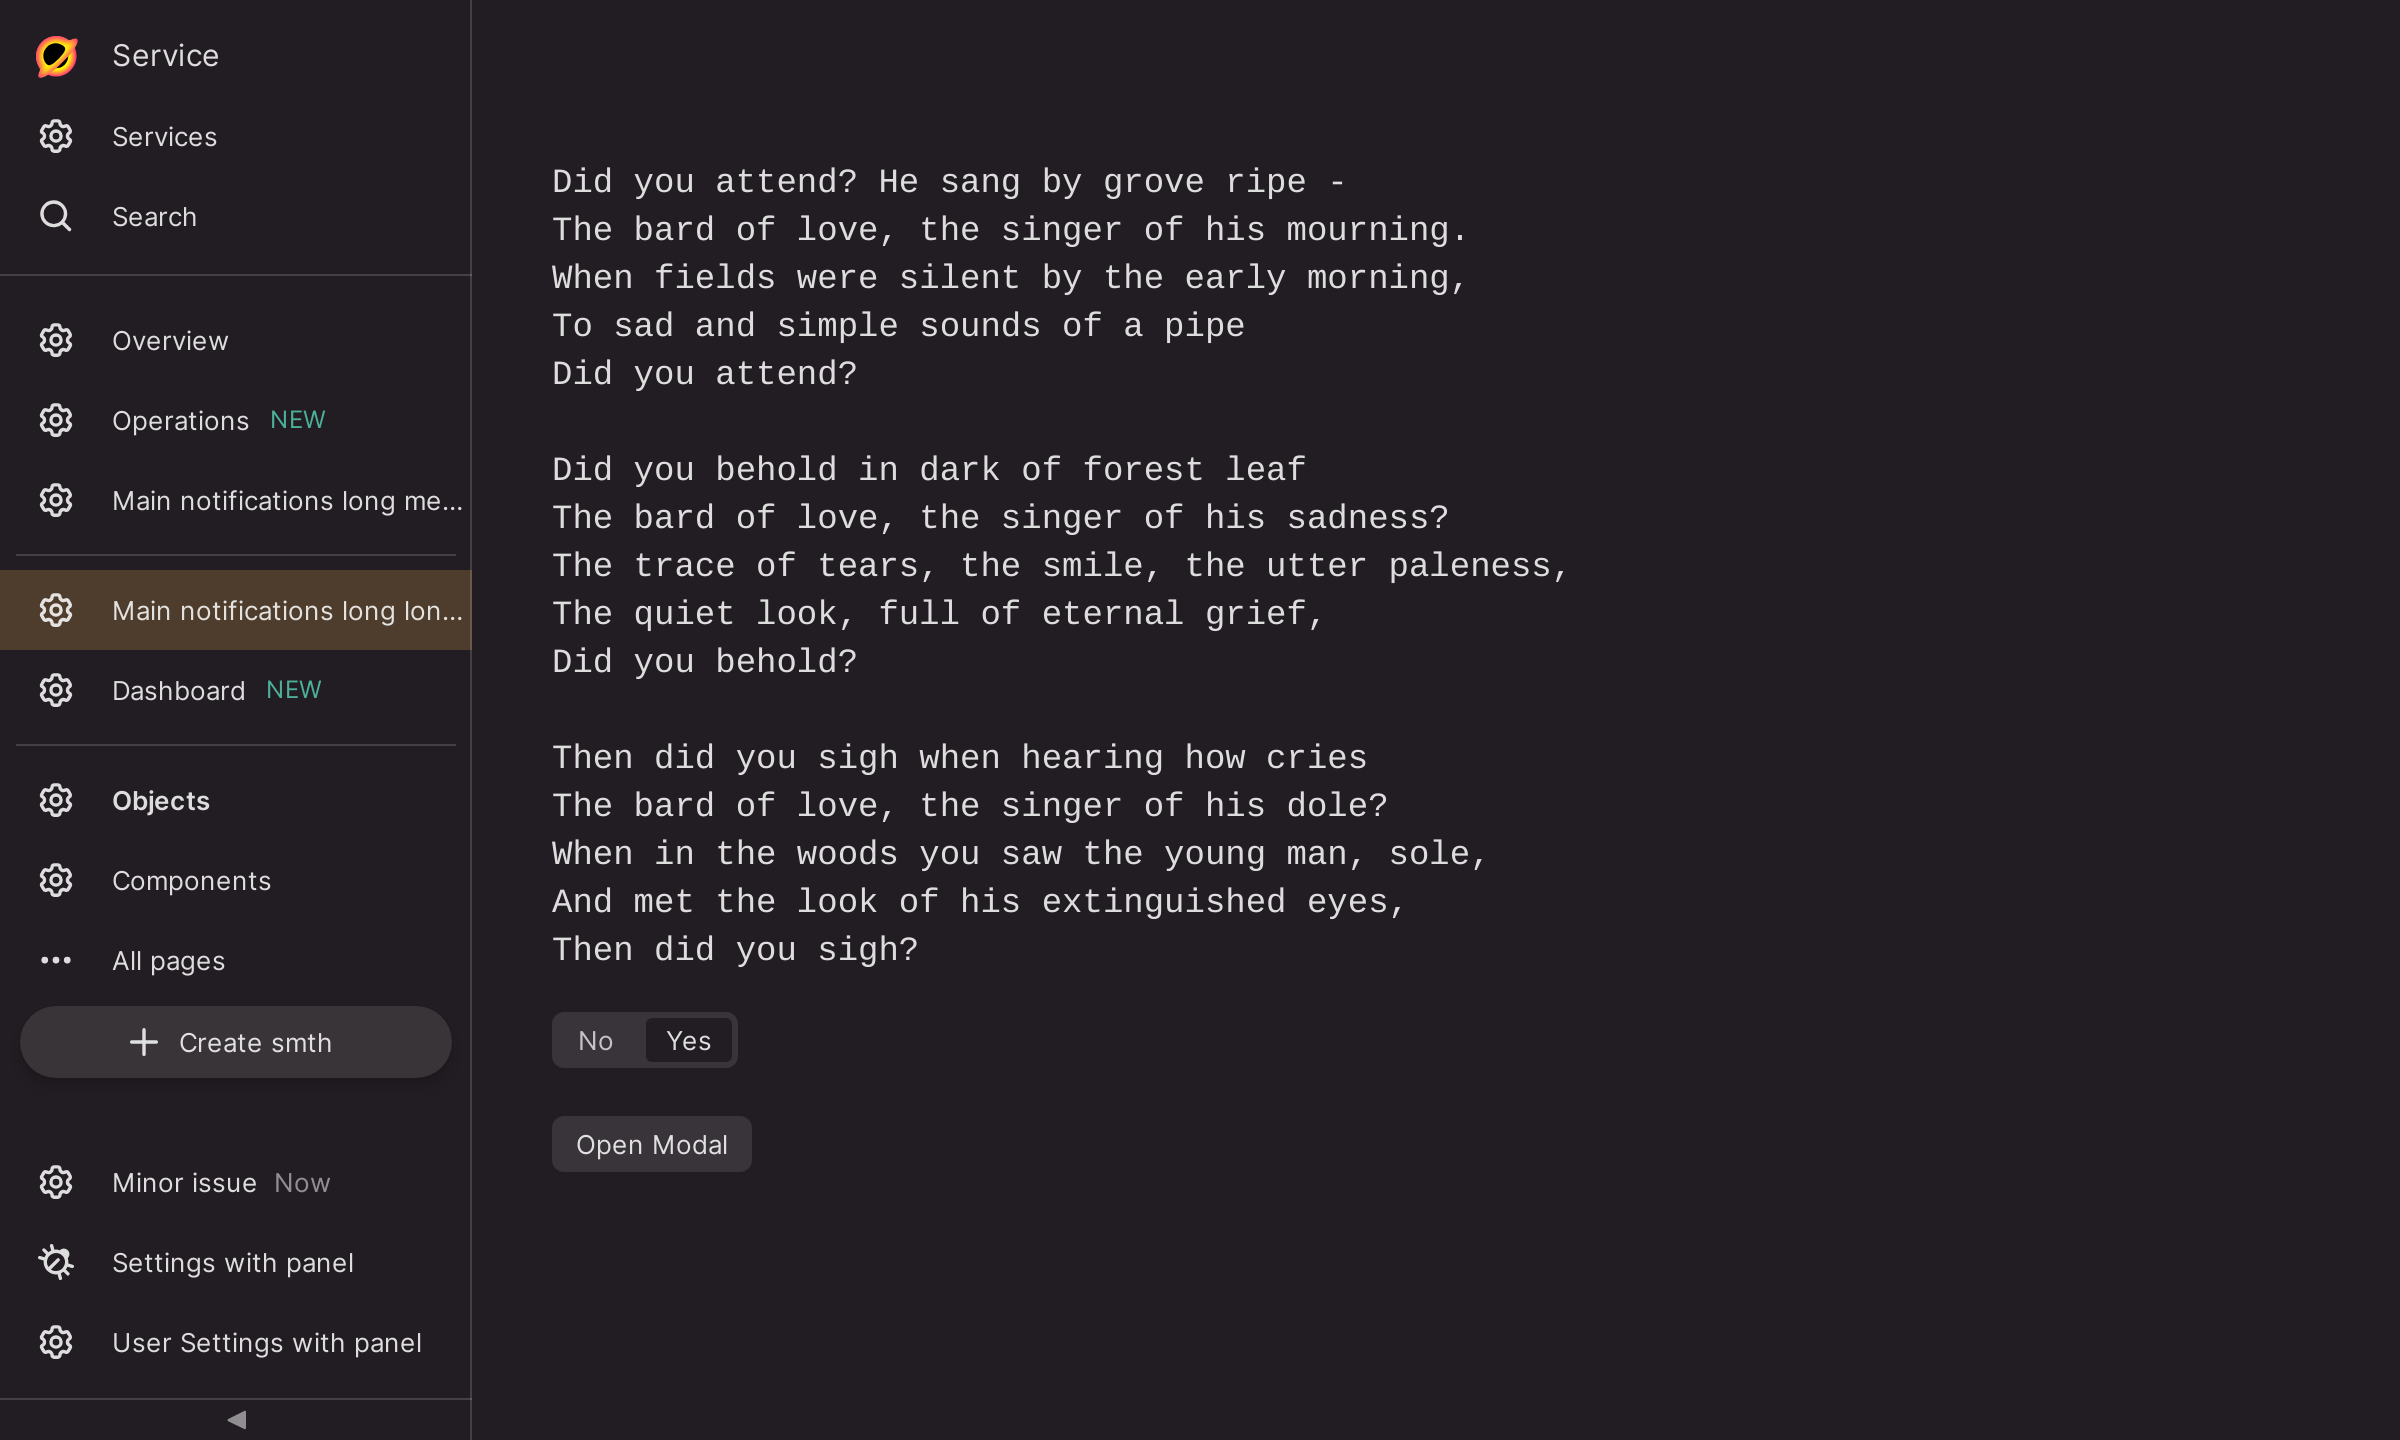 Service
Services
Search
Overview
Operations NEW
Main notifications long me...
Main notifications long lon...
Dashboard NEW
Objects
Components
All pages
Create smth
Minor issue Now
Settings with panel
User Settings with panel
Did you attend? He sang by grove ripe -
The bard of love, the singer of his mourning.
When fields were silent by the early morning,
To sad and simple sounds of a pipe
Did you attend?
Did you behold in dark of forest leaf
The bard of love, the singer of his sadness?
The trace of tears, the smile, the utter paleness,
The quiet look, full of eternal grief,
Did you behold?
Then did you sigh when hearing how cries
The bard of love, the singer of his dole?
When in the woods you saw the young man, sole,
And met the look of his extinguished eyes,
Then did you sigh?
No Yes
Open Modal